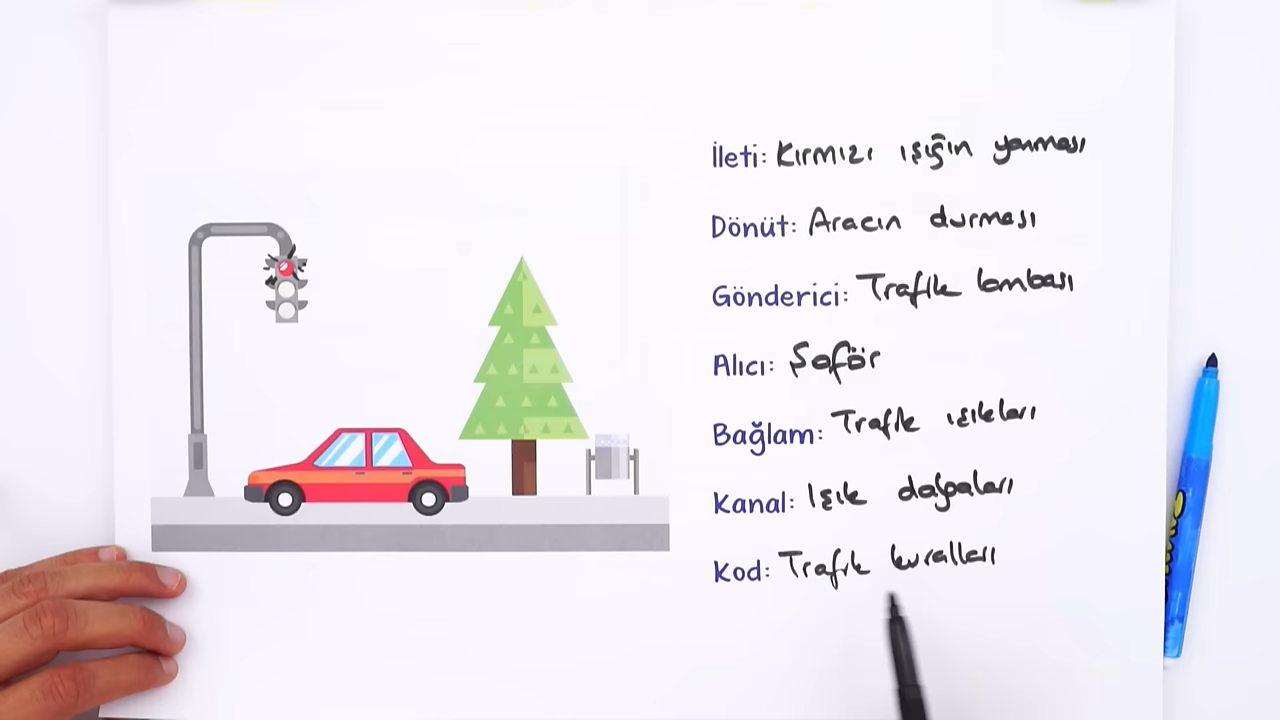 İleti: Kırmızı ışığın yanması
Dönüt: Aracın durması
Gönderici: Trafik lambası
Alıcı: Şoför
Bağlam: Trafik ışıkları
Kanal: Işık dalgaları
Kod: Trafik kuralları